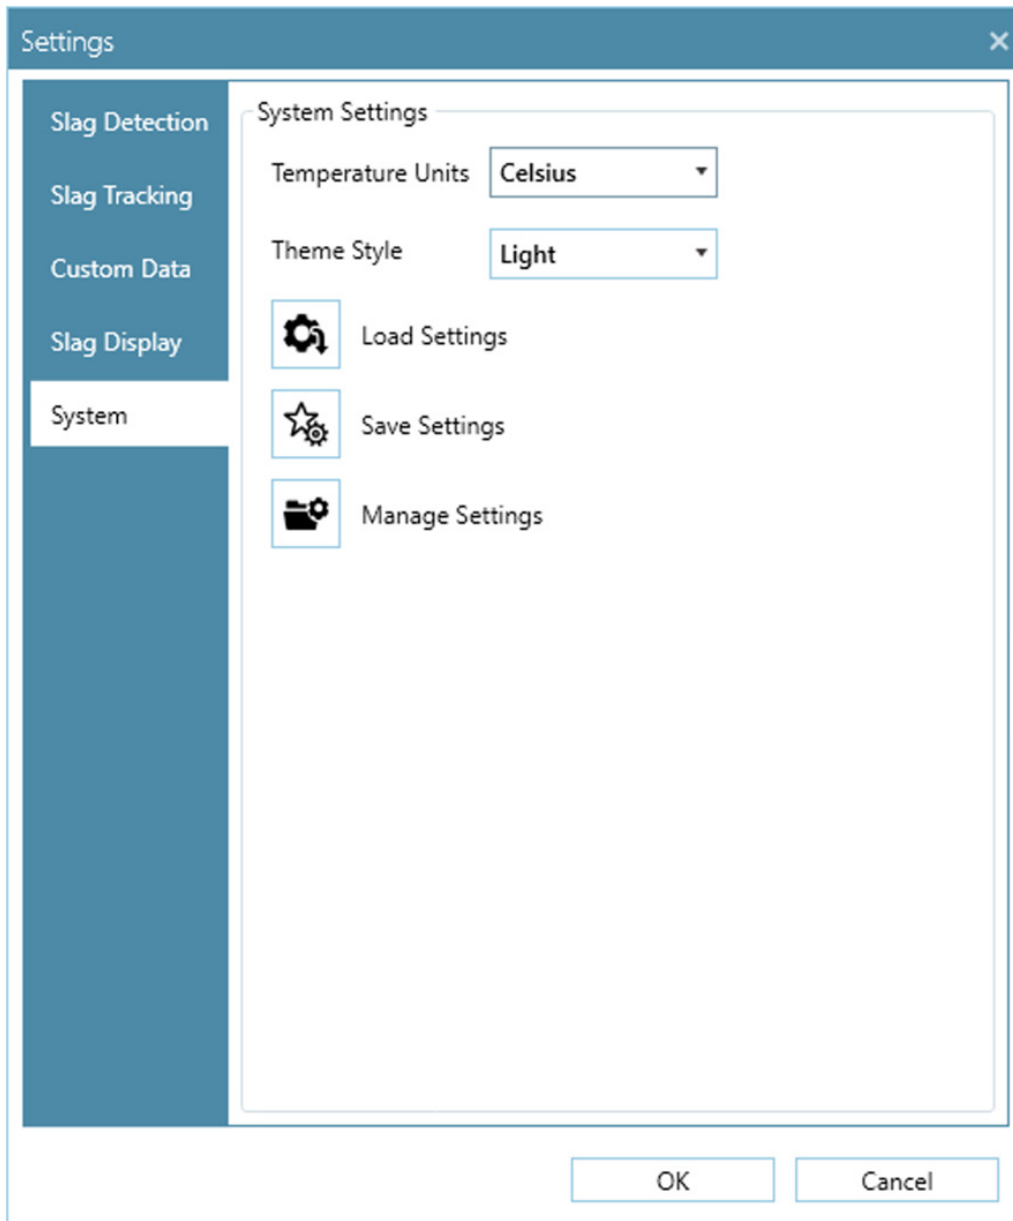 Settings
Slag Detection
Slag Tracking
Custom Data
Slag Display
System
System Settings
Temperature Units Celsius
Theme Style Light
Load Settings
Save Settings
Manage Settings
OK Cancel